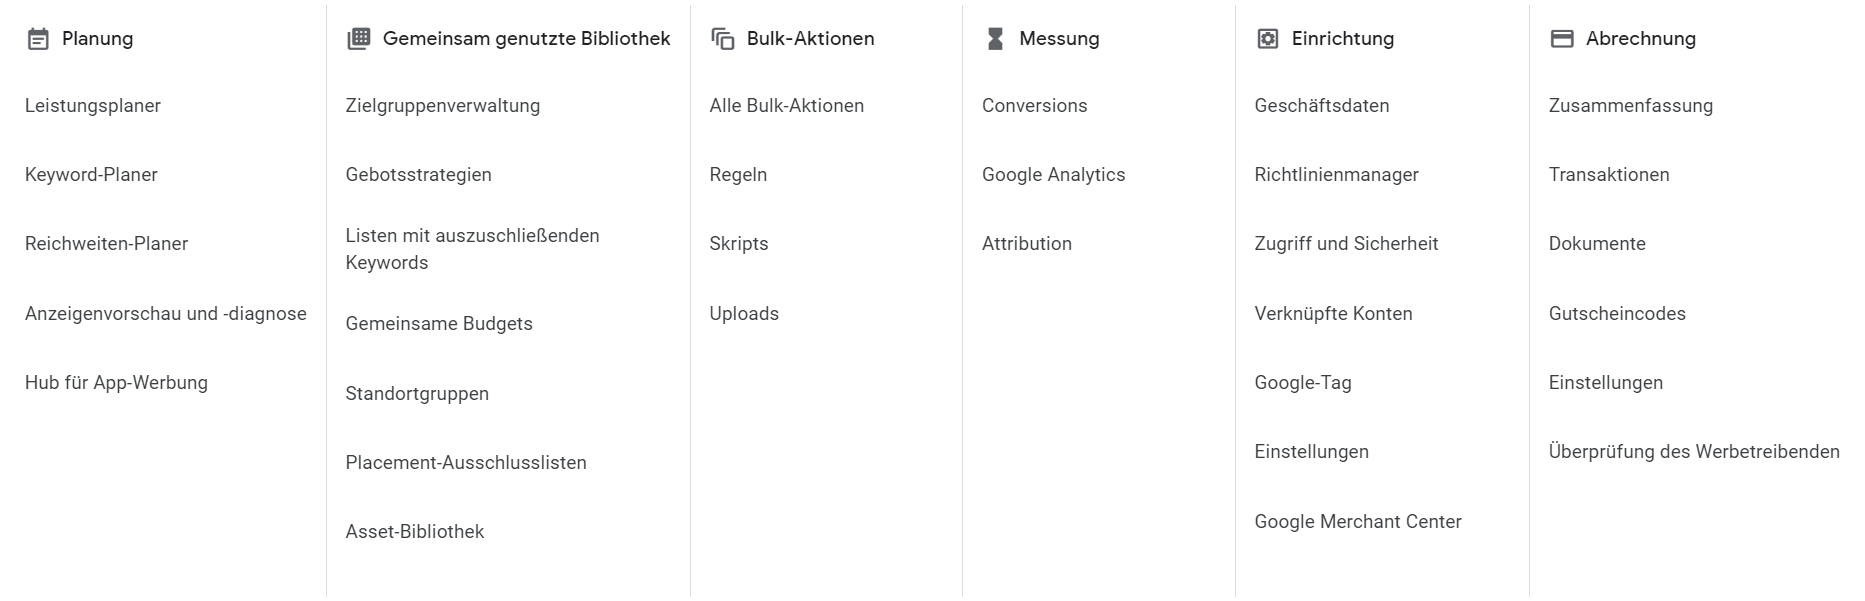 Planung
Leistungsplaner
Keyword-Planer
Reichweiten-Planer
Anzeigenvorschau und -diagnose
Hub für App-Werbung
Gemeinsam genutzte Bibliothek
Zielgruppenverwaltung
Gebotsstrategien
Listen mit auszuschließenden
Keywords
Gemeinsame Budgets
Standortgruppen
Placement-Ausschlusslisten
Asset-Bibliothek
Bulk-Aktionen
Alle Bulk-Aktionen
Regeln
Skripts
Uploads
Messung
Conversions
Google Analytics
Attribution
Einrichtung
Geschäftsdaten
Richtlinienmanager
Zugriff und Sicherheit
Verknüpfte Konten
Google-Tag
Einstellungen
Google Merchant Center
Abrechnung
Zusammenfassung
Transaktionen
Dokumente
Gutscheincodes
Einstellungen
Überprüfung des Werbetreibenden